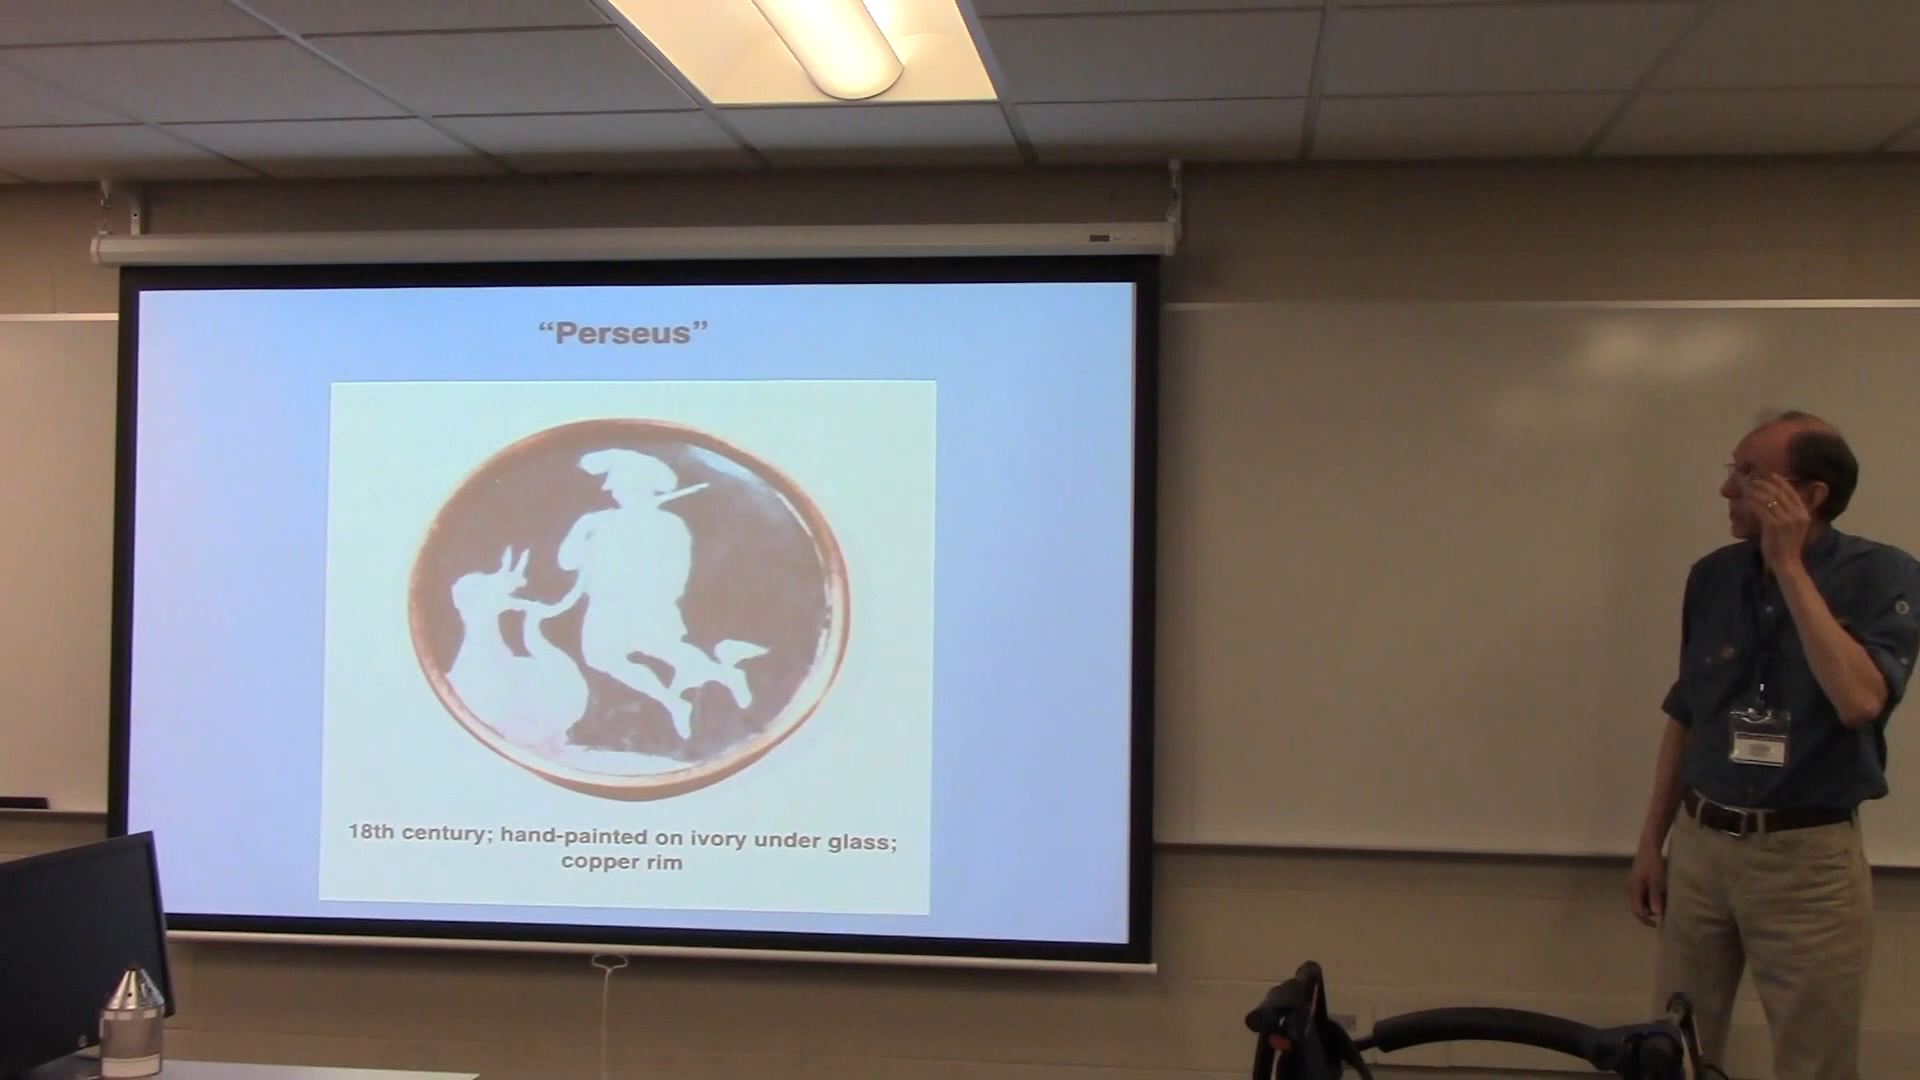 “Perseus”
18th century; hand-painted on ivory under glass;
copper rim